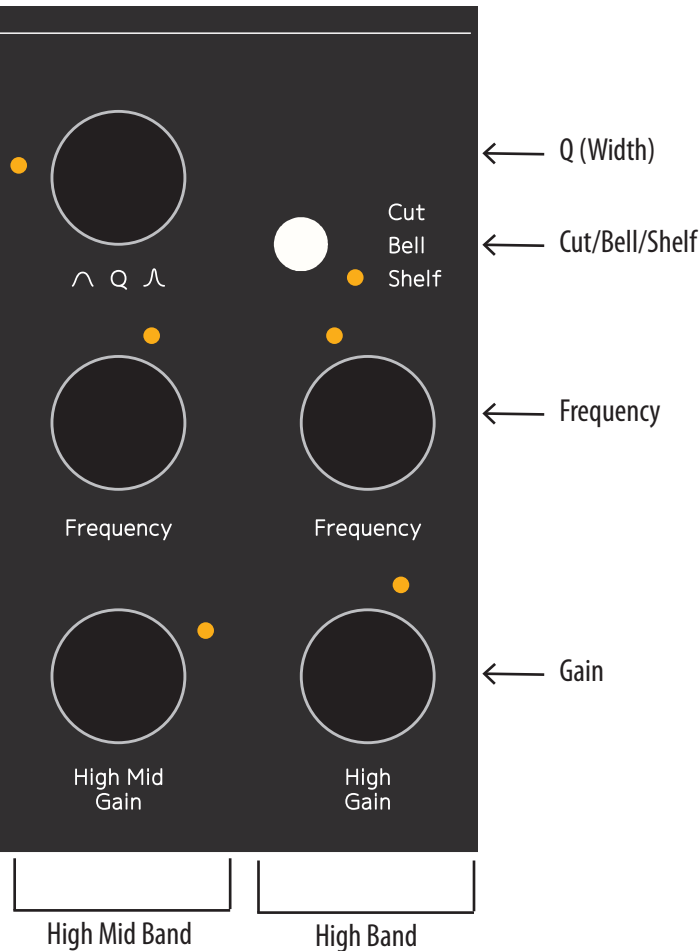 Q (Width)
Cut
Bell
Cut/Bell/Shelf
Q
Shelf
Frequency
Frequency
Frequency
Gain
High Mid
Gain
High
Gain
High Mid Band
High Band